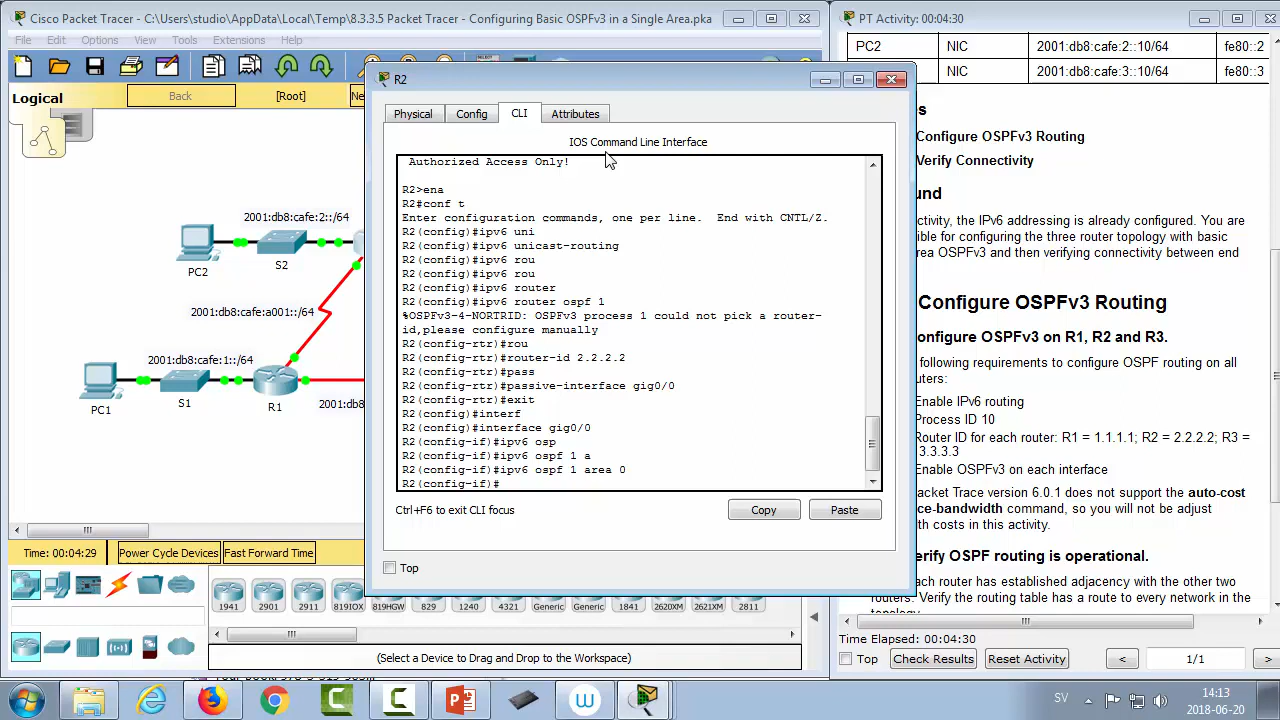 Cisco Packet Tracer - C:\Users\studio\AppData\Local\Temp\8.3.3.5 Packet Tracer - Configuring Basic OSPFv3 in a Single Area.pka
File Edit Options View Tools Extensions Help
Logical
Back
[Root]
Ne
2001:db8:cafe:2::/64
PC2
S2
2001:db8:cafe:a001::/64
2001:db8:cafe:1::/64
PC1
S1
R1
2001:db8
Time: 00:04:29
Power Cycle Devices
Fast Forward Time
R2
Physical
Config
CLI
Attributes
IOS Command Line Interface
Authorized Access Only!
R2>ena
R2#conf t
Enter configuration commands, one per line. End with CNTL/Z.
R2(config)#ipv6 uni
R2(config)#ipv6 unicast-routing
R2(config)#ipv6 rou
R2(config)#ipv6 rou
R2(config)#ipv6 router
R2(config)#ipv6 router ospf 1
%OSPFv3-4-NORTRID: OSPFv3 process 1 could not pick a router-
id,please configure manually
R2(config-rtr)#rou
R2(config-rtr)#router-id 2.2.2.2
R2(config-rtr)#pass
R2(config-rtr)#passive-interface gig0/0
R2(config-rtr)#exit
R2(config)#interf
R2(config)#interface gig0/0
R2(config-if)#ipv6 osp
R2(config-if)#ipv6 ospf 1 a
R2(config-if)#ipv6 ospf 1 area 0
R2(config-if)#
Ctrl+F6 to exit CLI focus
Copy
Paste
Top
1941 2901 2911 819IOX 819HGW 829 1240 4321 Generic Generic 1841 2620XM 2621XM 2811
(Select a Device to Drag and Drop to the Workspace)
PT Activity: 00:04:30
PC2 NIC 2001:db8:cafe:2::10/64 fe80::2
NIC 2001:db8:cafe:3::10/64 fe80::3
s
Configure OSPFv3 Routing
Verify Connectivity
und
ctivity, the IPv6 addressing is already configured. You are
ible for configuring the three router topology with basic
rea OSPFv3 and then verifying connectivity between end
Configure OSPFv3 Routing
onfigure OSPFv3 on R1, R2 and R3.
following requirements to configure OSPF routing on all
uters:
Enable IPv6 routing
Process ID 10
Router ID for each router: R1 = 1.1.1.1; R2 = 2.2.2.2; R3 =
3.3.3.3
Enable OSPFv3 on each interface
acket Trace version 6.0.1 does not support the auto-cost
ce-bandwidth command, so you will not be adjust
th costs in this activity.
erify OSPF routing is operational.
ach router has established adjacency with the other two
routers. Verify the routing table has a route to every network in the
Time Elapsed: 00:04:30
Top
Check Results
Reset Activity
<
1/1
>
SV
14:13
2018-06-20